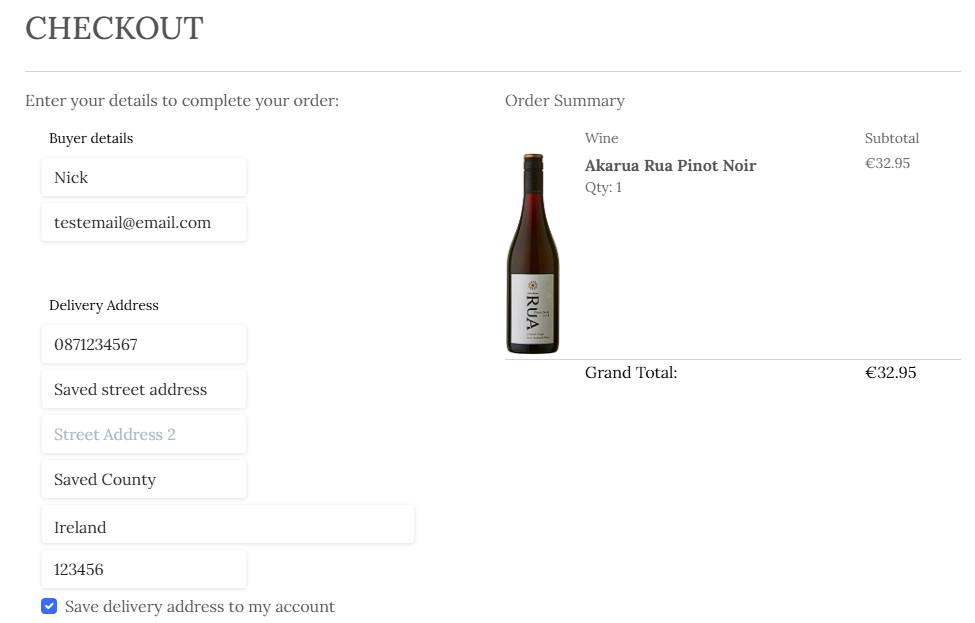 CHECKOUT
Enter your details to complete your order:
Buyer details
Nick
testemail@email.com
Delivery Address
0871234567
Saved street address
Street Address 2
Saved County
Ireland
123456
Save delivery address to my account
Order Summary
Wine Subtotal
Akarua Rua Pinot Noir €32.95
Qty: 1
RUA
Grand Total: €32.95